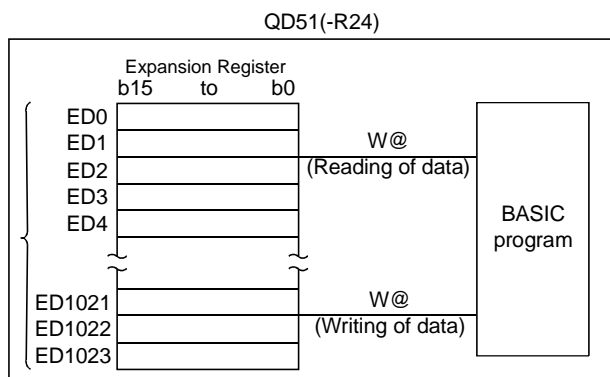 QD51(-R24)
Expansion Register
b15 to b0
ED0
ED1
ED2
ED3
ED4
ED1021
ED1022
ED1023
W@
(Reading of data)
W@
(Writing of data)
BASIC
program